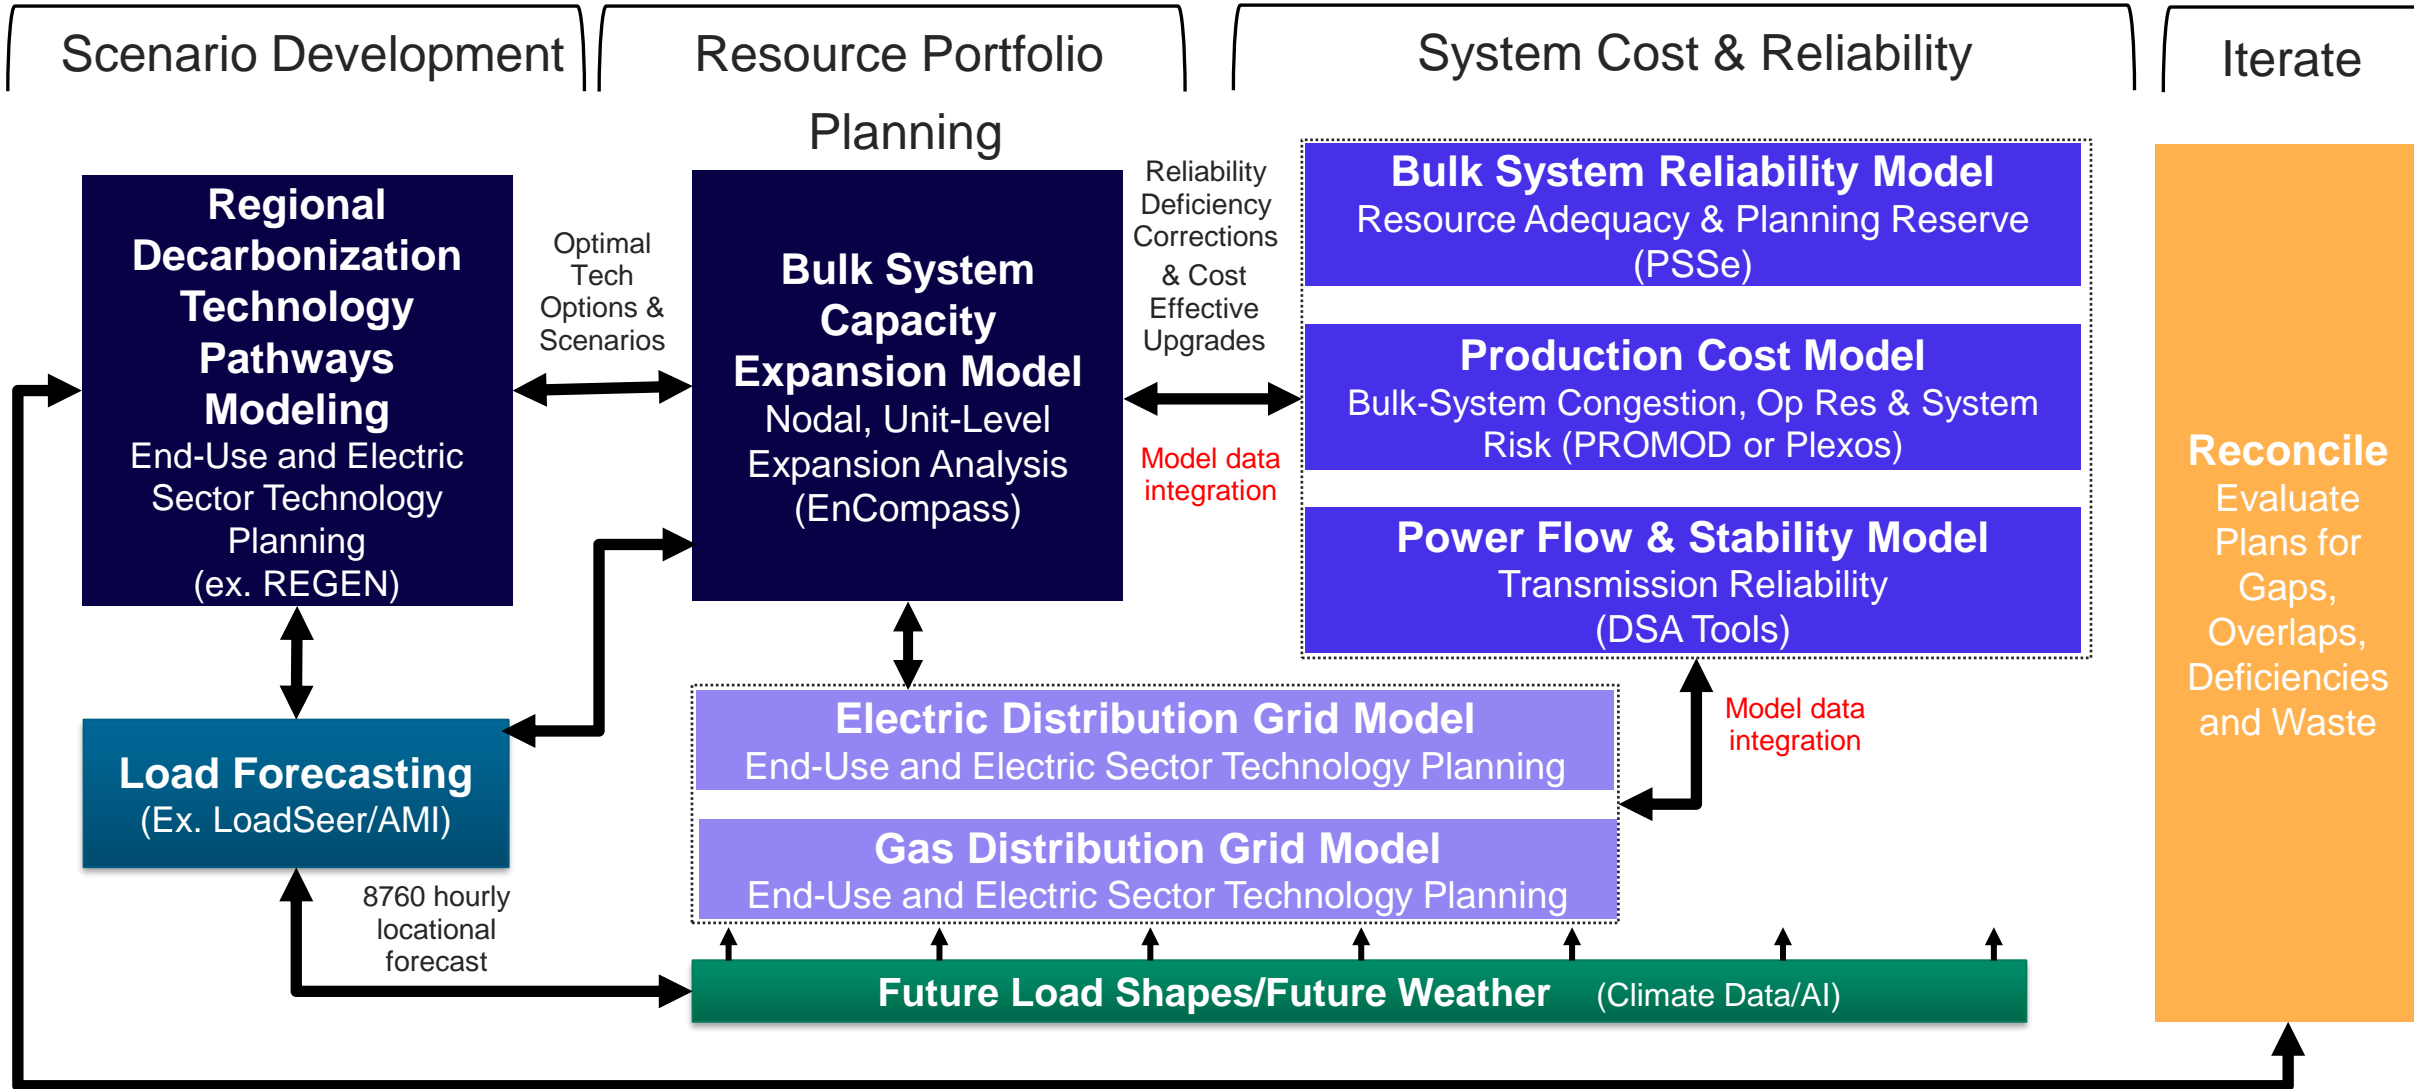 Scenario Development
Resource Portfolio
Planning
System Cost & Reliability
Iterate
Regional
Decarbonization
Technology
Pathways
Modeling
End-Use and Electric
Sector Technology
Planning
(ex. REGEN)
Optimal
Tech
Options &
Scenarios
Bulk System
Capacity
Expansion Model
Nodal, Unit-Level
Expansion Analysis
(EnCompass)
Reliability
Deficiency
Corrections
& Cost
Effective
Upgrades
Model data
integration
Bulk System Reliability Model
Resource Adequacy & Planning Reserve
(PSSe)
Production Cost Model
Bulk-System Congestion, Op Res & System
Risk (PROMOD or Plexos)
Power Flow & Stability Model
Transmission Reliability
(DSA Tools)
Reconcile
Evaluate
Plans for
Gaps,
Overlaps,
Deficiencies
and Waste
Load Forecasting
(Ex. LoadSeer/AMI)
8760 hourly
locational
forecast
Electric Distribution Grid Model
End-Use and Electric Sector Technology Planning
Gas Distribution Grid Model
End-Use and Electric Sector Technology Planning
Model data
integration
Future Load Shapes/Future Weather (Climate Data/AI)